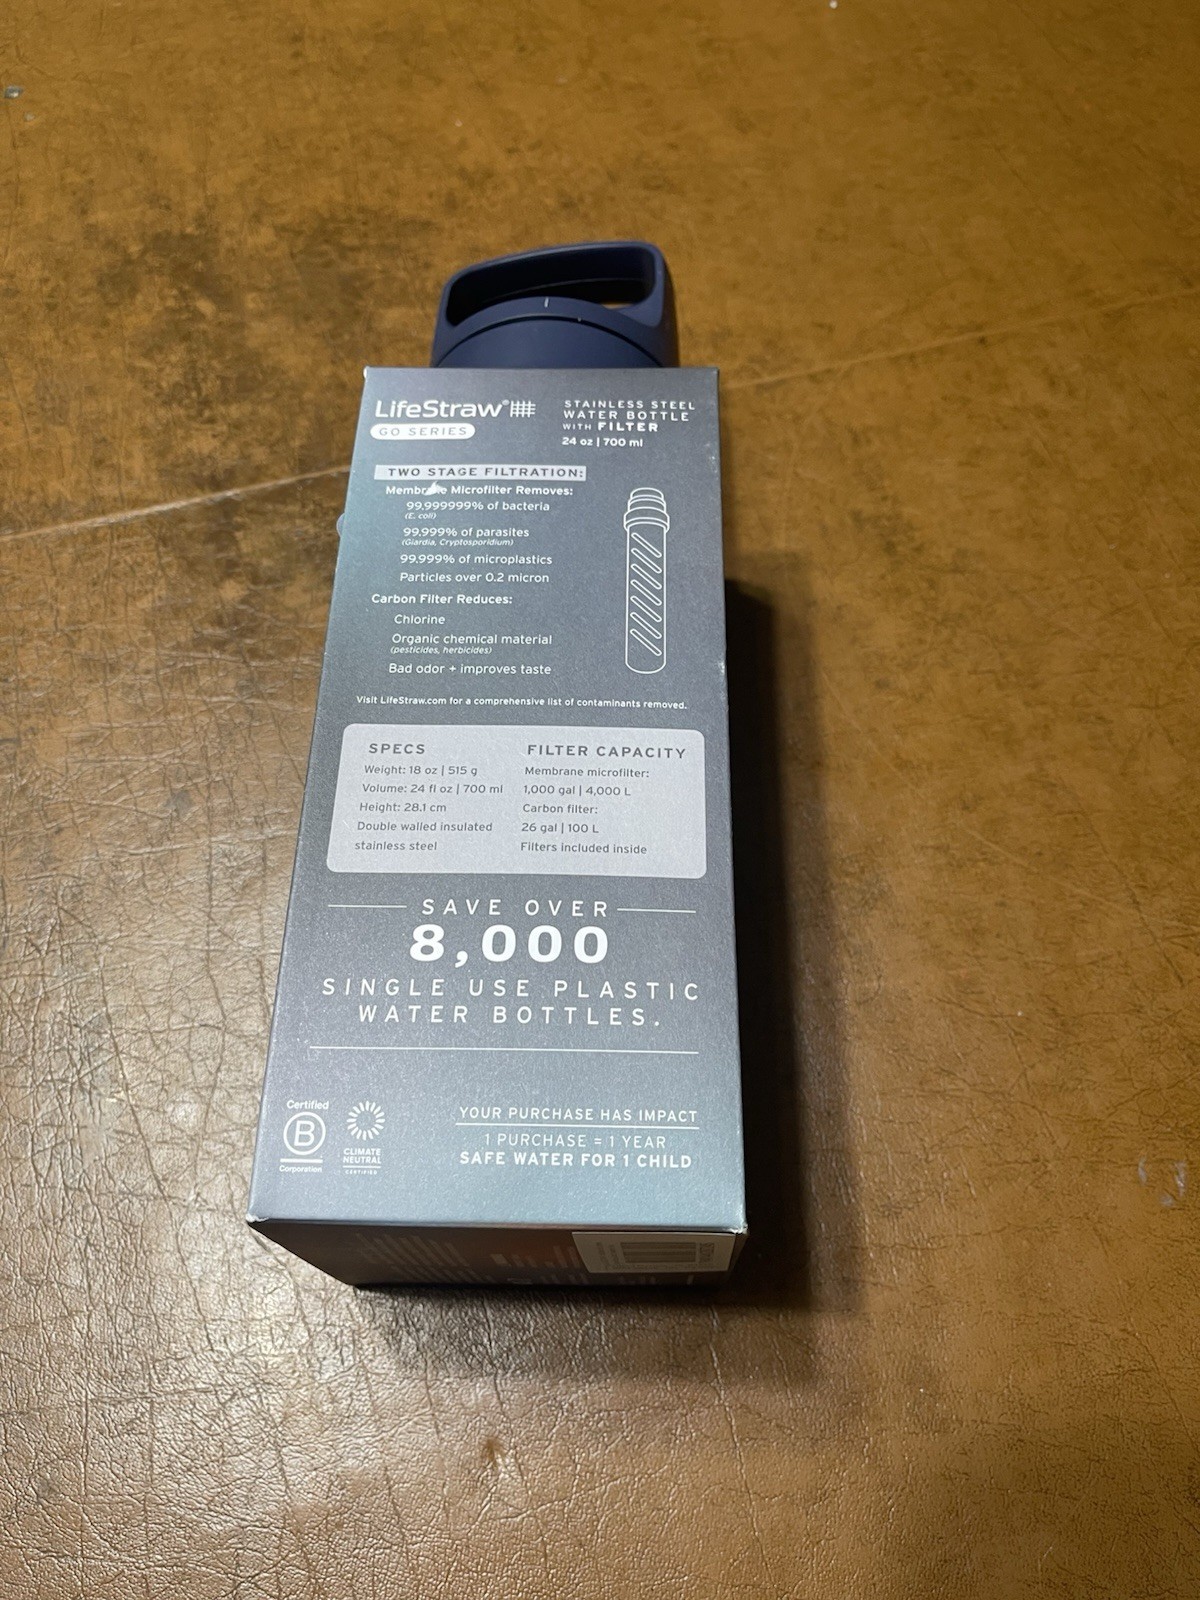 LifeStraw®
GO SERIES
STAINLESS STEEL
WATER BOTTLE
WITH FILTER
24 oz | 700 ml
TWO STAGE FILTRATION:
Membrane Microfilter Removes:
99.999999% of bacteria
(E. coli)
99.999% of parasites
(Giardia, Cryptosporidium)
99.999% of microplastics
Particles over 0.2 micron
Carbon Filter Reduces:
Chlorine
Organic chemical material
(pesticides, herbicides)
Bad odor + improves taste
Visit LifeStraw.com for a comprehensive list of contaminants removed.
SPECS
Weight: 18 oz | 515 g
Volume: 24 fl oz | 700 ml
Height: 28.1 cm
Double walled insulated
stainless steel
FILTER CAPACITY
Membrane microfilter:
1,000 gal | 4,000 L
Carbon filter:
26 gal | 100 L
Filters included inside
SAVE OVER
8,000
SINGLE USE PLASTIC
WATER BOTTLES.
Certified
B
Corporation
CLIMATE
NEUTRAL
CERTIFIED
YOUR PURCHASE HAS IMPACT
1 PURCHASE = 1 YEAR
SAFE WATER FOR 1 CHILD